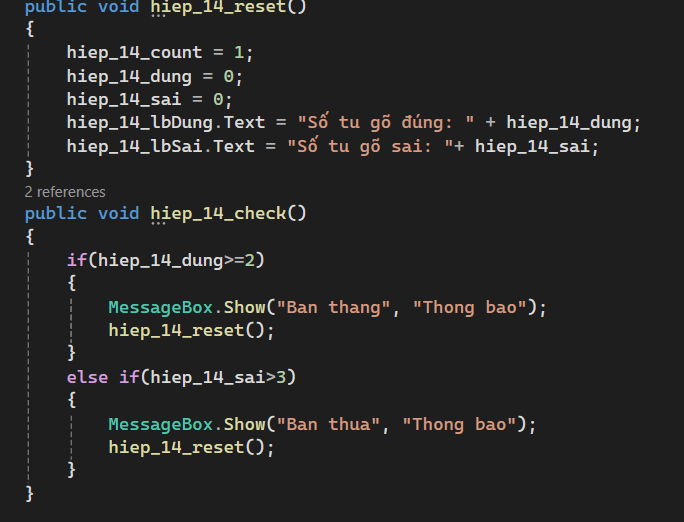 public void hiep_14_reset()
{
hiep_14_count = 1;
hiep_14_dung = 0;
hiep_14_sai = 0;
hiep_14_lbDung.Text = "Số tu gõ đúng: " + hiep_14_dung;
hiep_14_lbSai.Text = "Số tu gõ sai: "+ hiep_14_sai;
}
2 references
public void hiep_14_check()
{
if(hiep_14_dung>=2)
{
MessageBox.Show("Ban thang", "Thong bao");
hiep_14_reset();
}
else if(hiep_14_sai>3)
{
MessageBox.Show("Ban thua", "Thong bao");
hiep_14_reset();
}
}